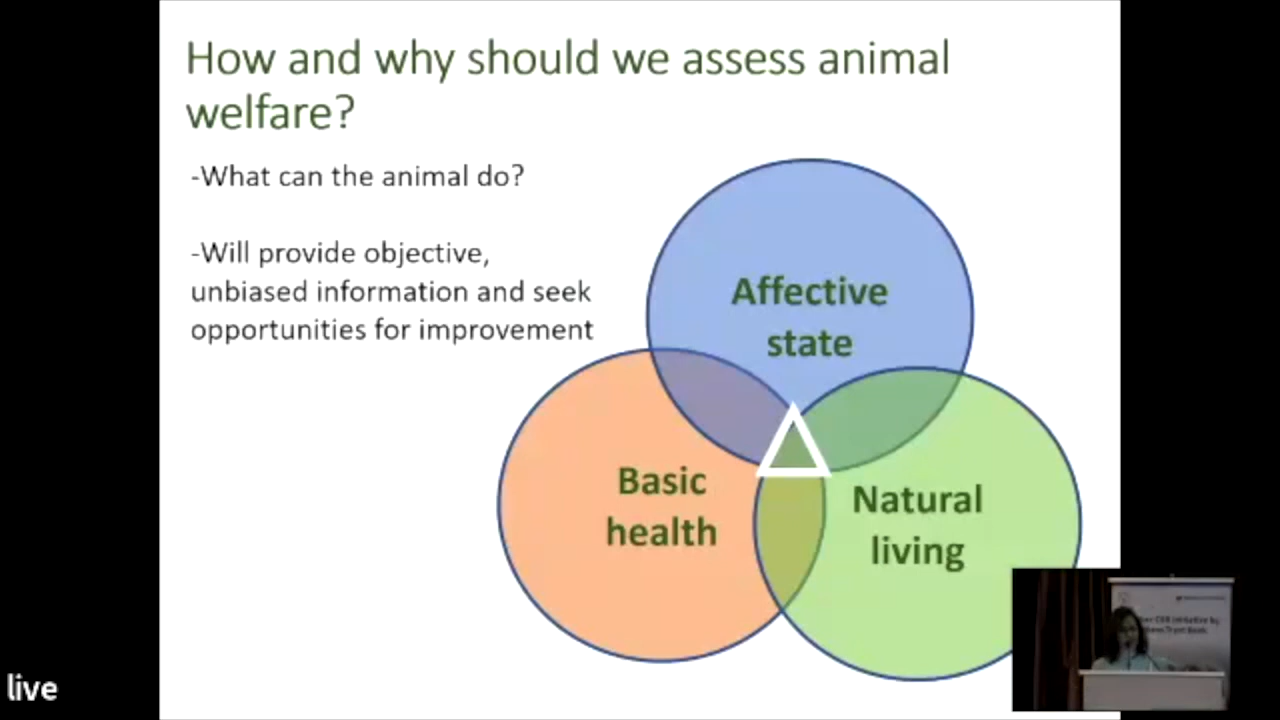 How and why should we assess animal
welfare?
-What can the animal do?
-Will provide objective,
unbiased information and seek
opportunities for improvement
Affective
state
Basic
health
Natural
living
live